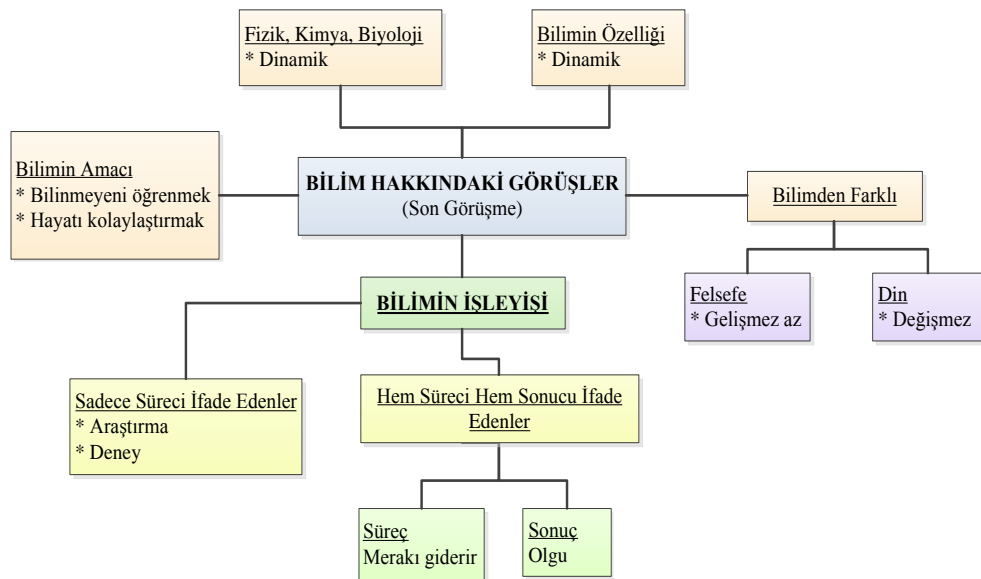 Fizik, Kimya, Biyoloji
* Dinamik
Bilimin Özelliği
* Dinamik
Bilimin Amacı
* Bilinmeyeni öğrenmek
* Hayatı kolaylaştırmak
BİLİM HAKKINDAKİ GÖRÜŞLER
(Son Görüşme)
Bilimden Farklı
Felsefe
* Gelişmez az
Din
* Değişmez
BİLİMİN İŞLEYİŞİ
Sadece Süreci İfade Edenler
* Araştırma
* Deney
Hem Süreci Hem Sonucu İfade
Edenler
Süreç
Merakı giderir
Sonuç
Olgu